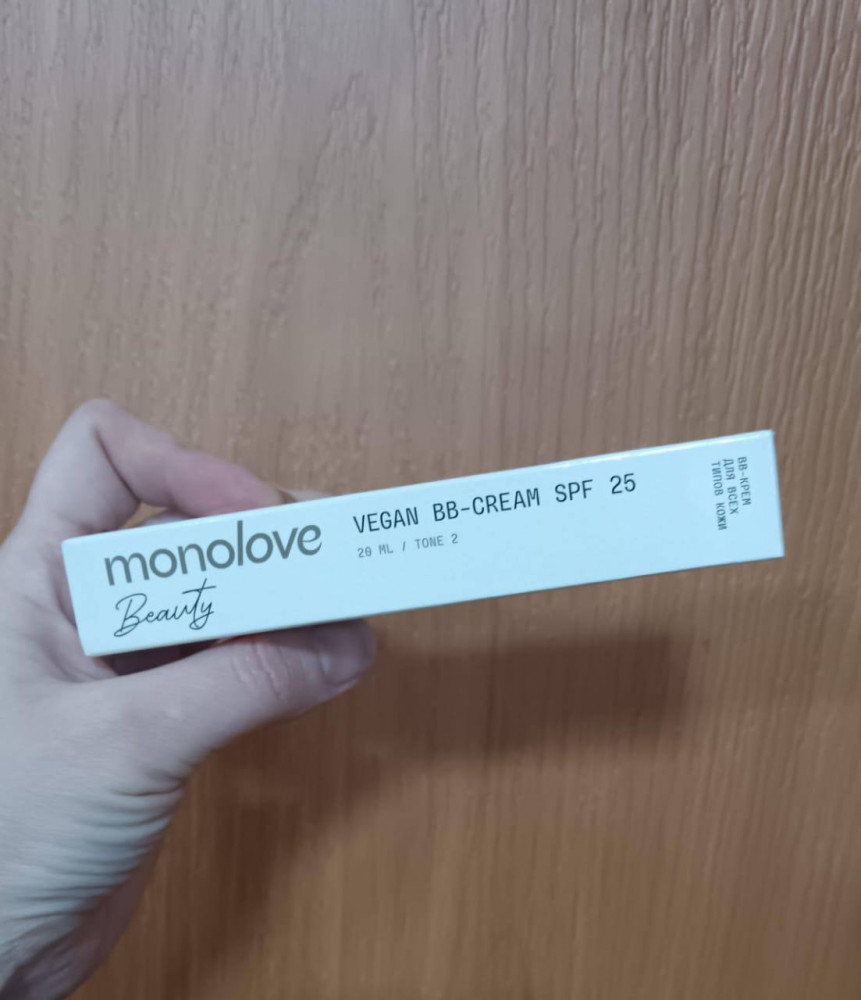 monolove
Beauty
VEGAN BB-CREAM SPF 25
20 ML / TONE 2
BB-КРЕМ
ДЛЯ ВСЕХ
ТИПОВ КОЖИ